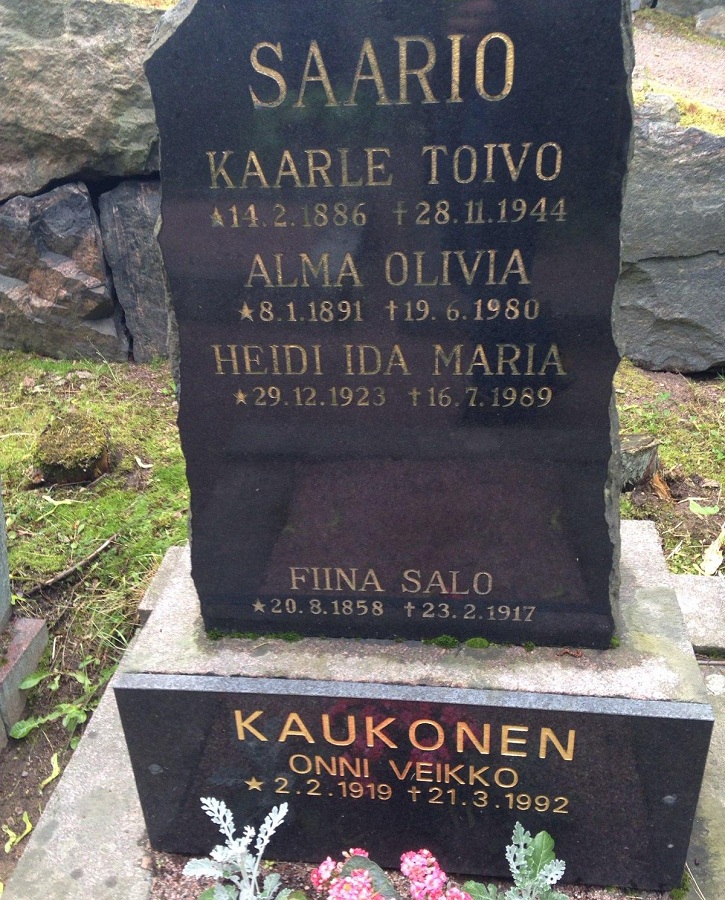 SAARIO
KAARLE TOIVO
★14.2.1886 †28.11.1944
ALMA OLIVIA
★8.1.1891 †19.6.1980
HEIDI IDA MARIA
★29.12.1923 †16.7.1989
FIINA SALO
★20.8.1858 †23.2.1917
KAUKONEN
ONNI VEIKKO
★ 2.2.1919 †21.3.1992